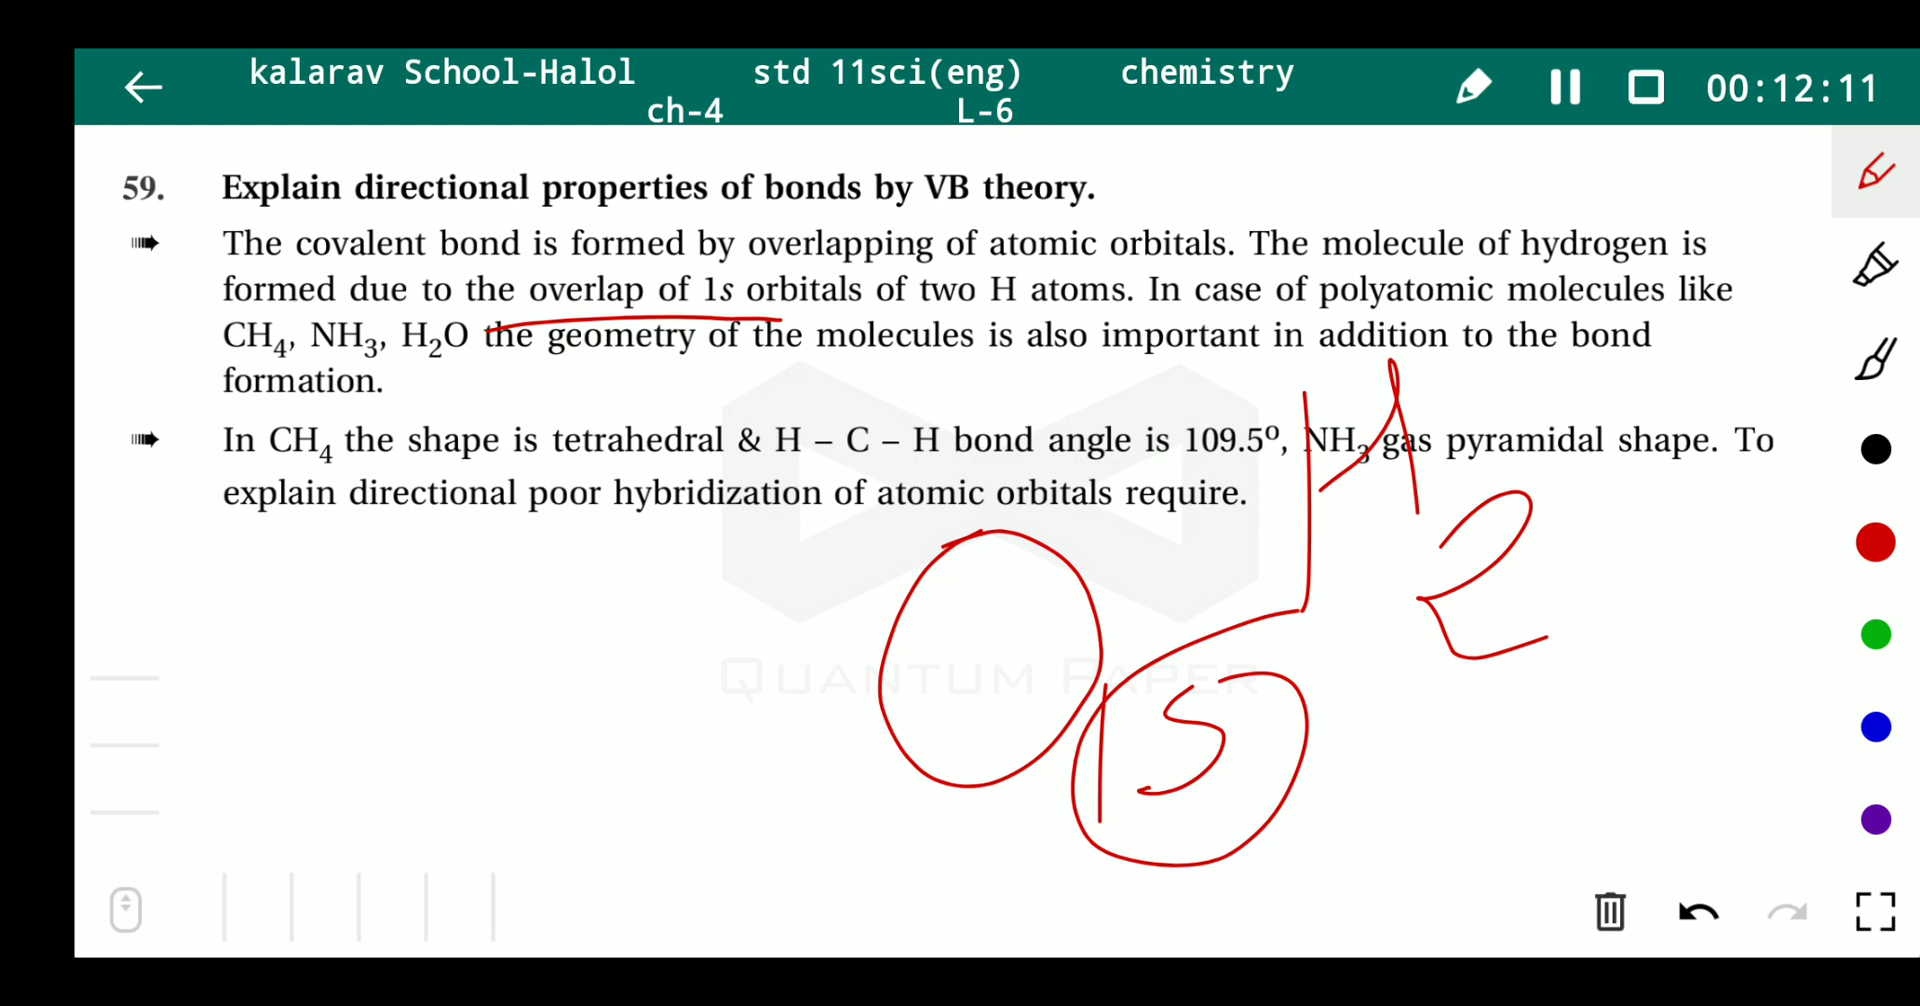 kalarav School-Halol std 11sci(eng) chemistry
ch-4 L-6
00:12:11
59. Explain directional properties of bonds by VB theory.
The covalent bond is formed by overlapping of atomic orbitals. The molecule of hydrogen is
formed due to the overlap of 1s orbitals of two H atoms. In case of polyatomic molecules like
CH₄, NH₃, H₂O the geometry of the molecules is also important in addition to the bond
formation.
In CH₄ the shape is tetrahedral & H – C – H bond angle is 109.5º, NH₃ gas pyramidal shape. To
explain directional poor hybridization of atomic orbitals require.
H2
1S
QUANTUM PAPER